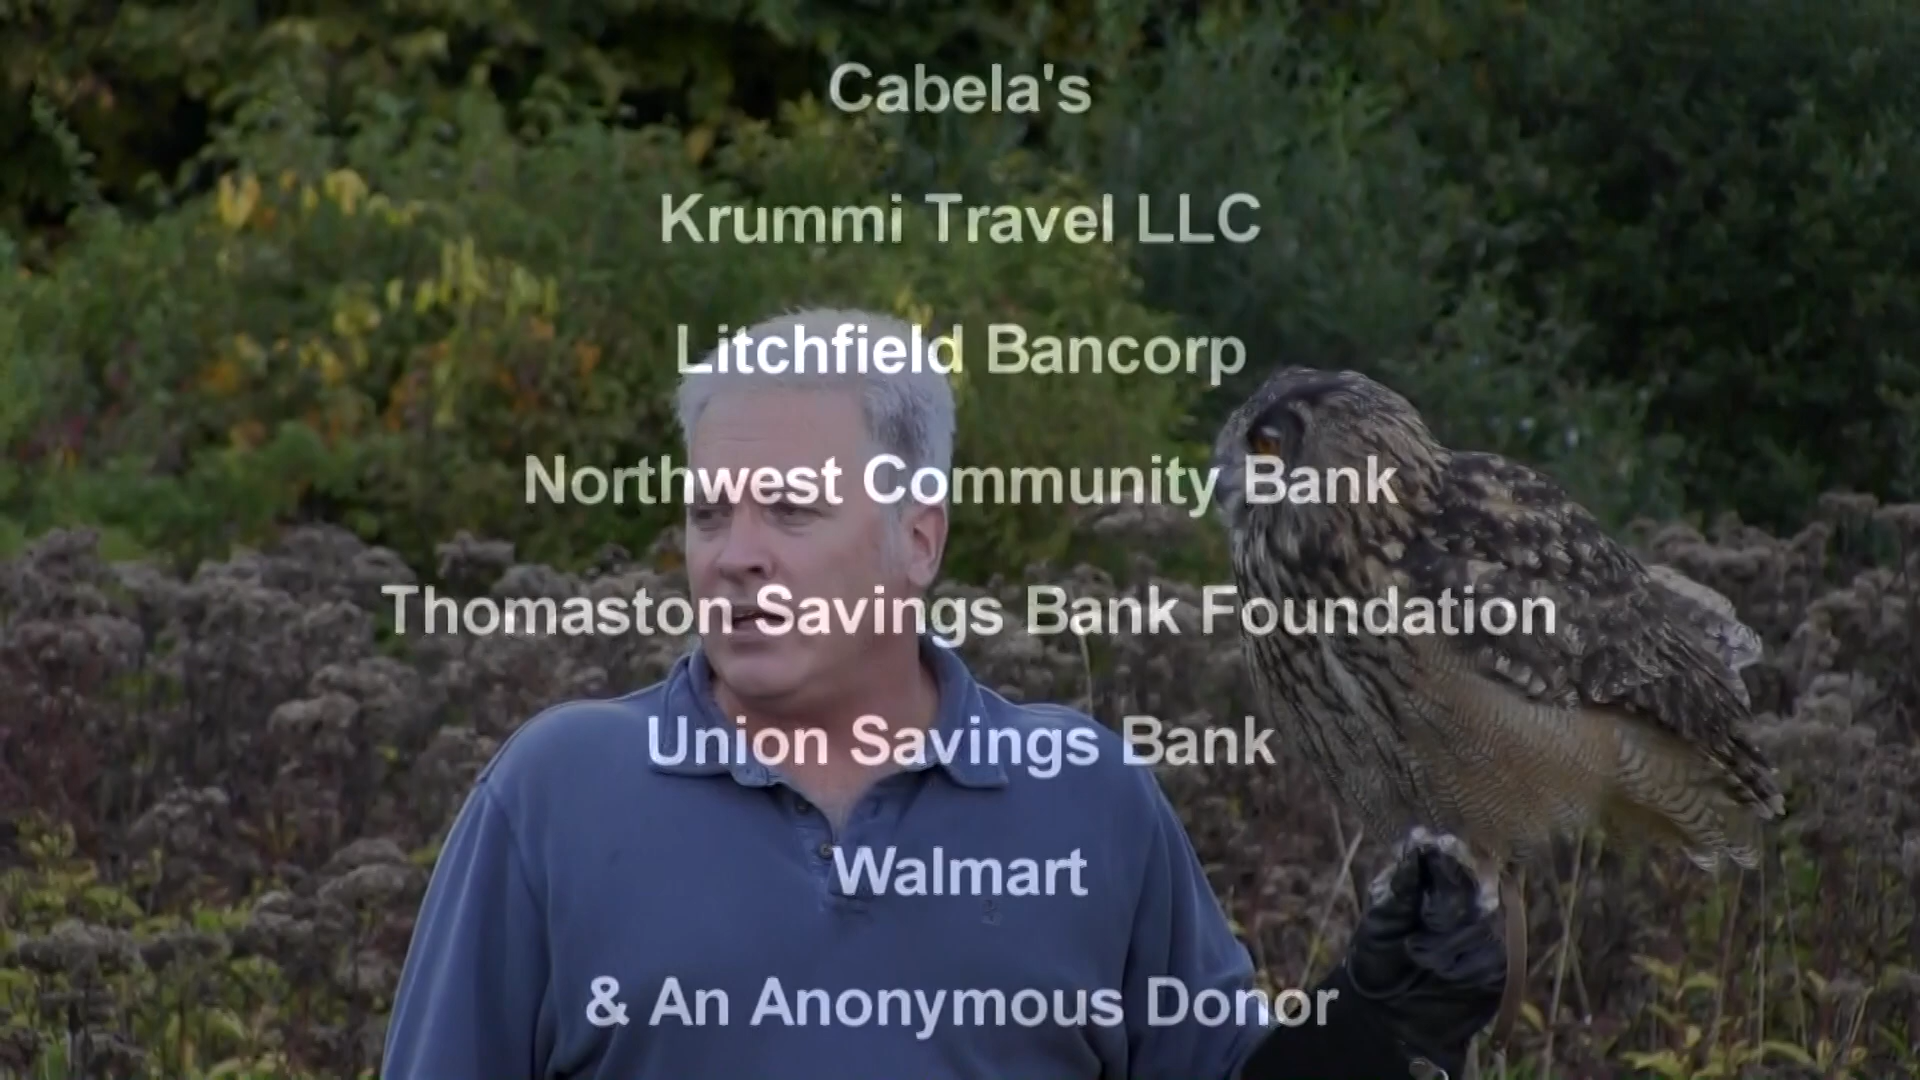 Cabela's
Krummi Travel LLC
Litchfield Bancorp
Northwest Community Bank
Thomaston Savings Bank Foundation
Union Savings Bank
Walmart
& An Anonymous Donor